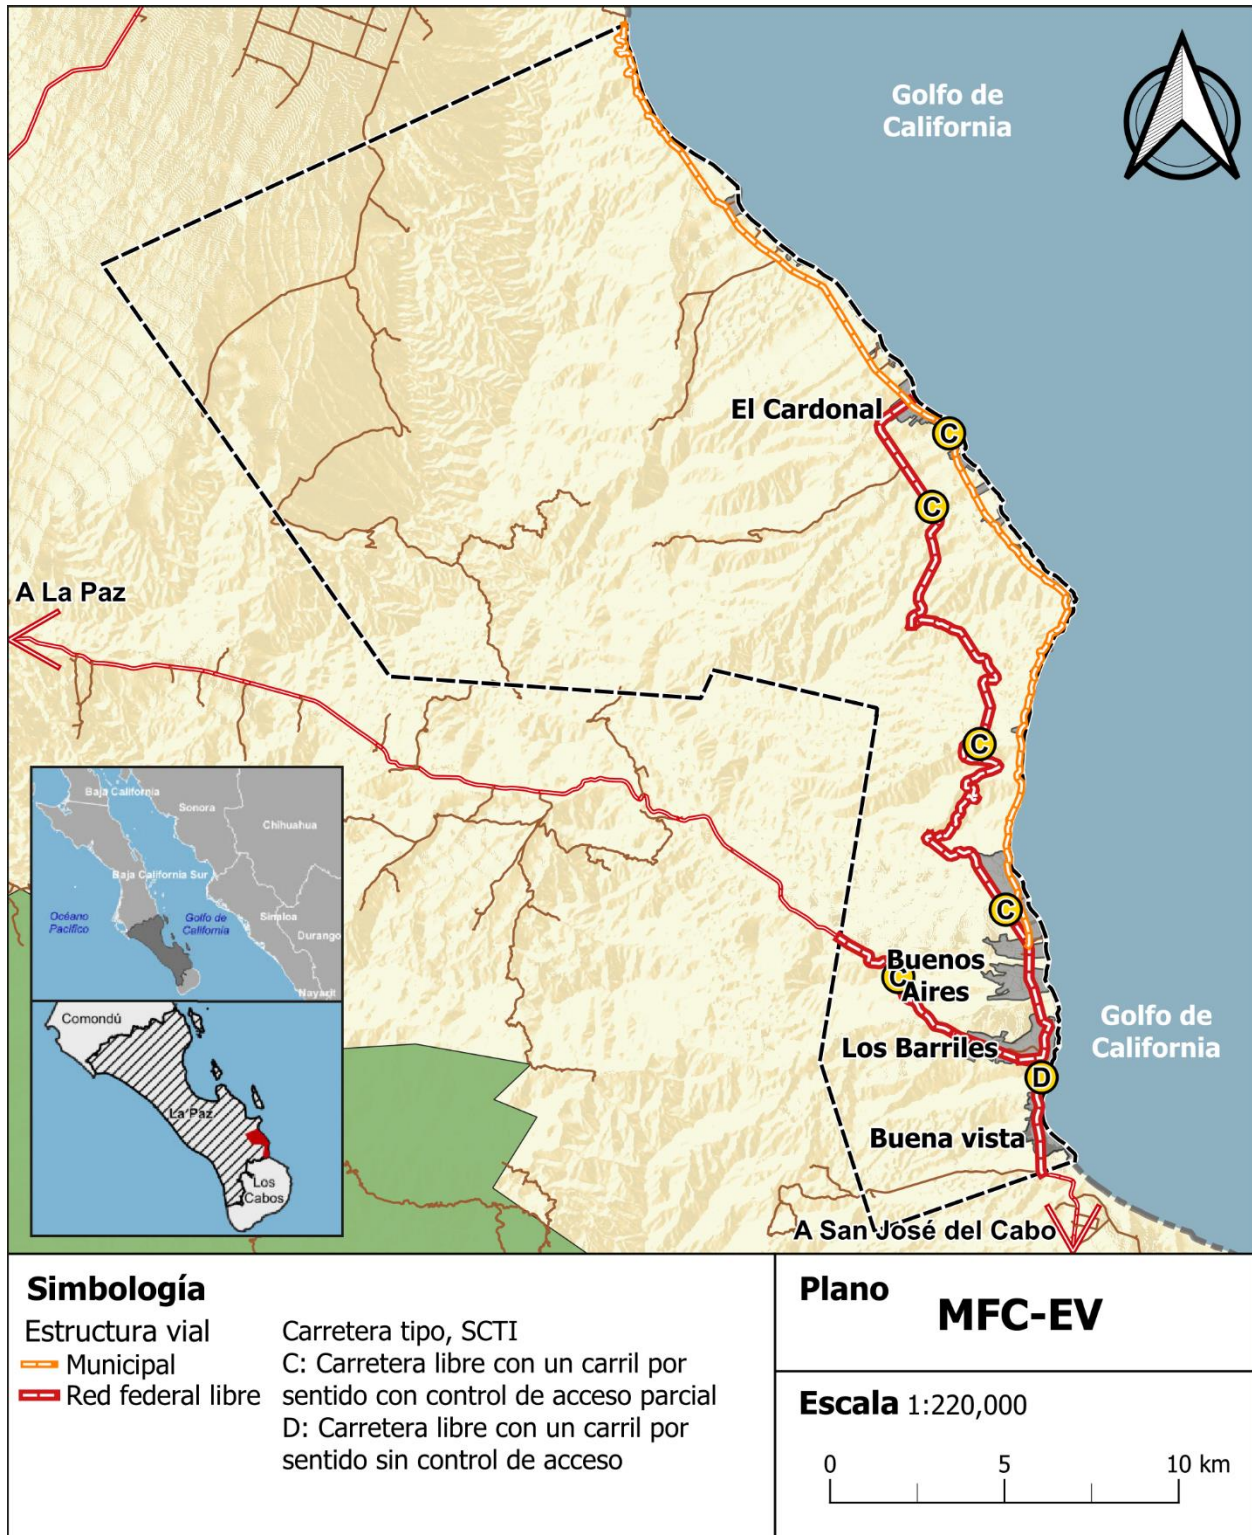 Golfo de
California
El Cardonal
C
C
A La Paz
C
C
Buenos
Aires
C
Golfo de
California
Los Barriles
D
Buena vista
A San José del Cabo
Baja California
Sonora
Chihuahua
Baja California Sur
Océano
Pacífico
Golfo de
California
Sinaloa
Durango
Nayarit
Comondú
La Paz
Los
Cabos
Simbología
Estructura vial
Municipal
Red federal libre
Carretera tipo, SCTI
C: Carretera libre con un carril por
sentido con control de acceso parcial
D: Carretera libre con un carril por
sentido sin control de acceso
Plano
MFC-EV
Escala 1:220,000
0 5 10 km